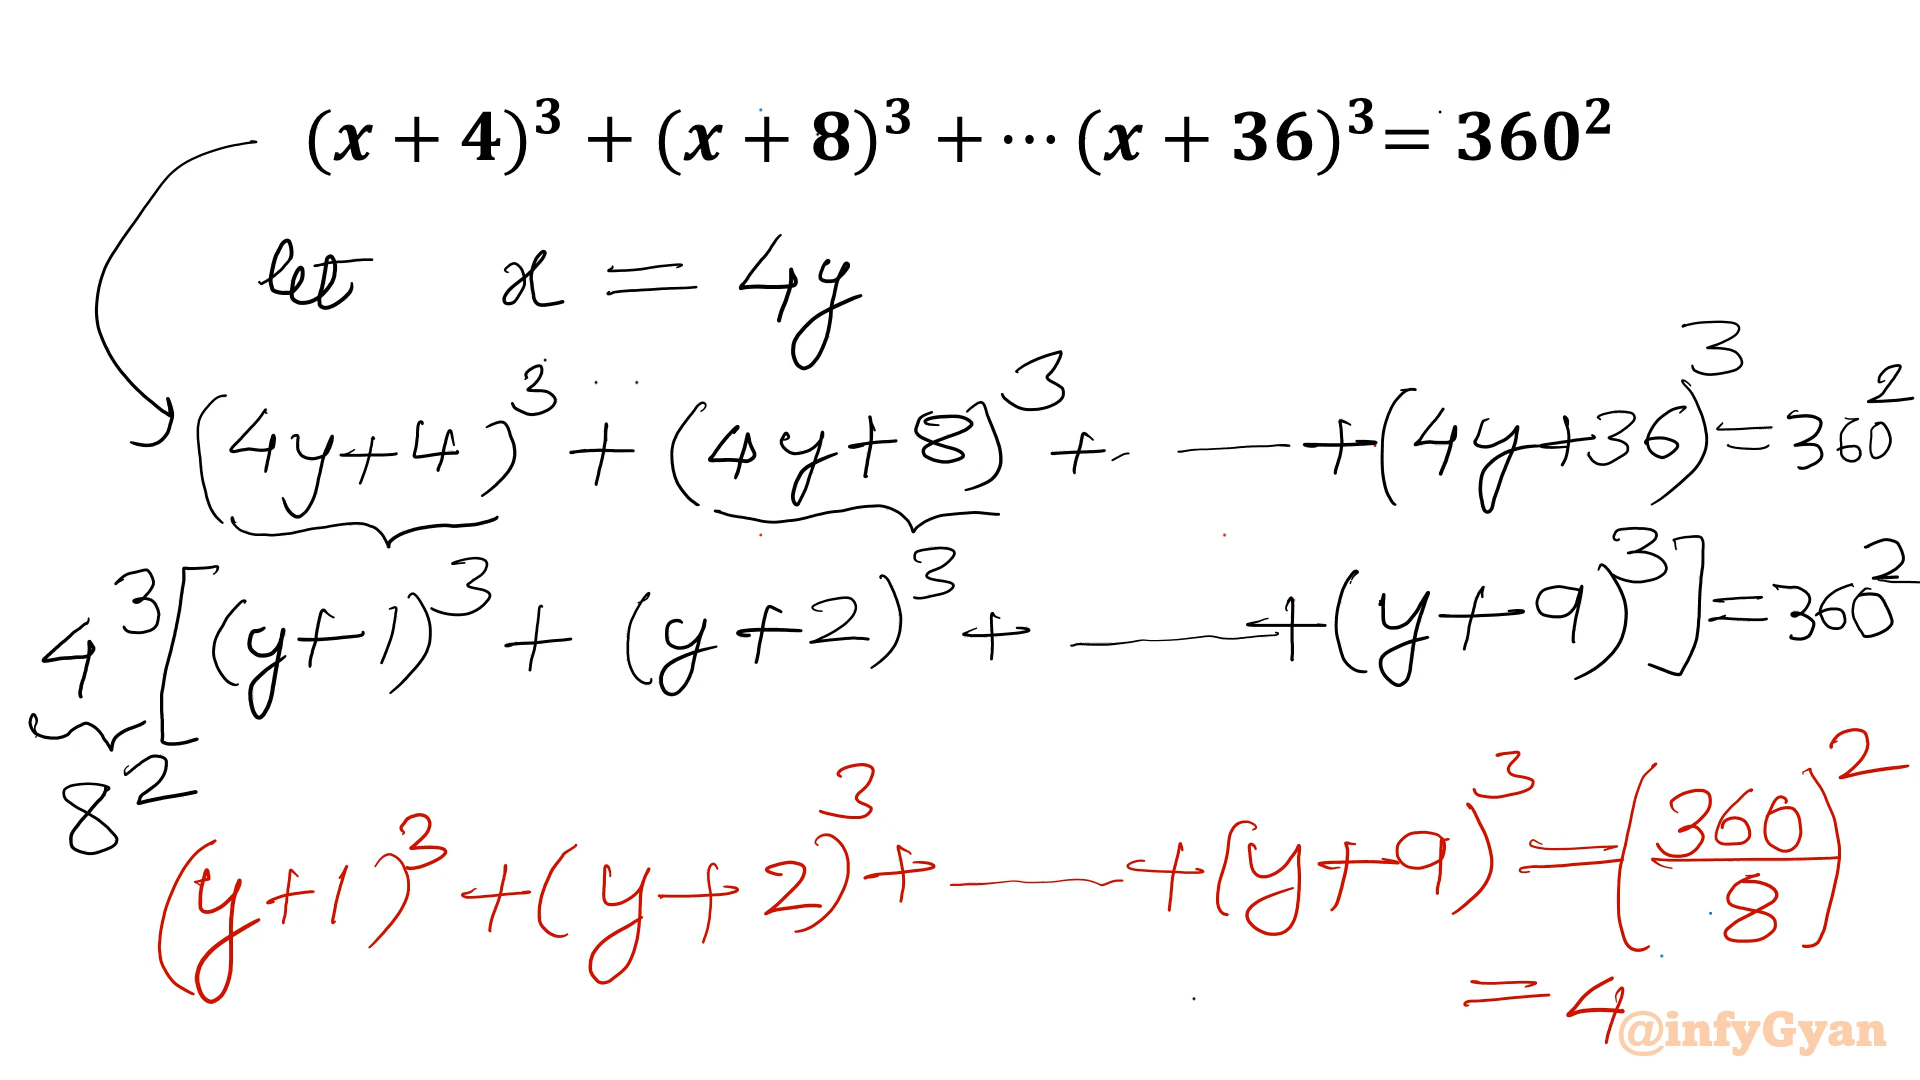 (x + 4)³ + (x + 8)³ + ⋯ (x + 36)³= 360²
let x = 4y
(4y+4)³ + (4y+8)³ + .. — +(4y+36)³=360²
4³[(y+1)³ + (y+2)³ + — +(y+9)³]=360²
8²
(y+1)³+(y+2)³+ — +(y+9)³=(360/8)²
= 4
@infyGyan